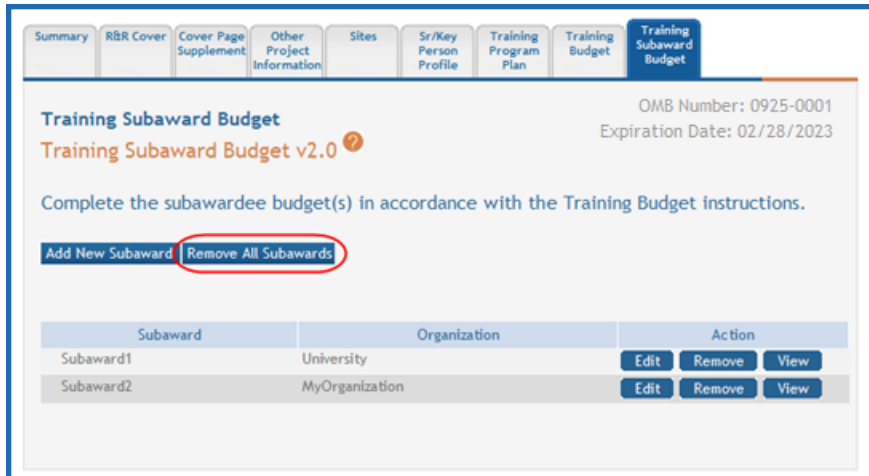 Summary
R&R Cover
Cover Page
Supplement
Other
Project
Information
Sites
Sr/Key
Person
Profile
Training
Program
Plan
Training
Budget
Training
Subaward
Budget
Training Subaward Budget
OMB Number: 0925-0001
Training Subaward Budget v2.0 ?
Expiration Date: 02/28/2023
Complete the subawardee budget(s) in accordance with the Training Budget instructions.
Add New Subaward Remove All Subawards
Subaward Organization Action
Subaward1 University Edit Remove View
Subaward2 MyOrganization Edit Remove View